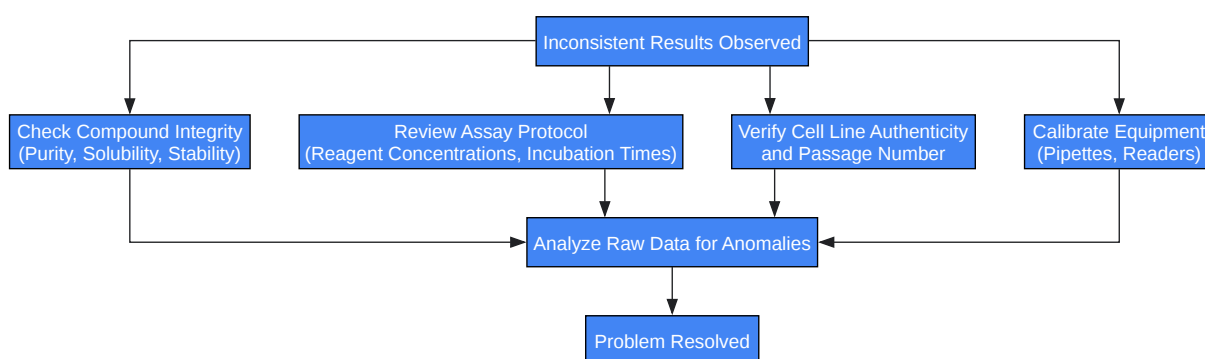 Inconsistent Results Observed
Check Compound Integrity
(Purity, Solubility, Stability)
Review Assay Protocol
(Reagent Concentrations, Incubation Times)
Verify Cell Line Authenticity
and Passage Number
Calibrate Equipment
(Pipettes, Readers)
Analyze Raw Data for Anomalies
Problem Resolved